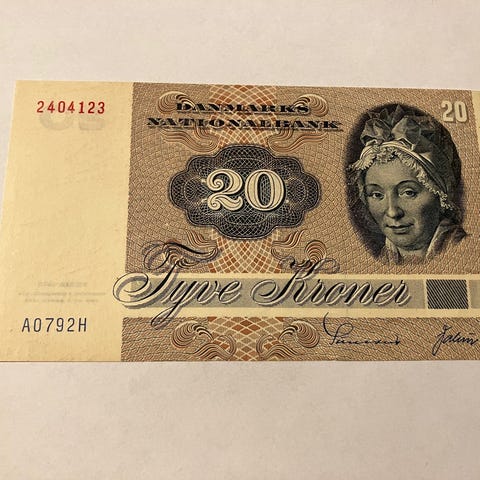 2404123
DANMARKS
NATIONALBANK
20
20
Tyve Kroner
A0792H